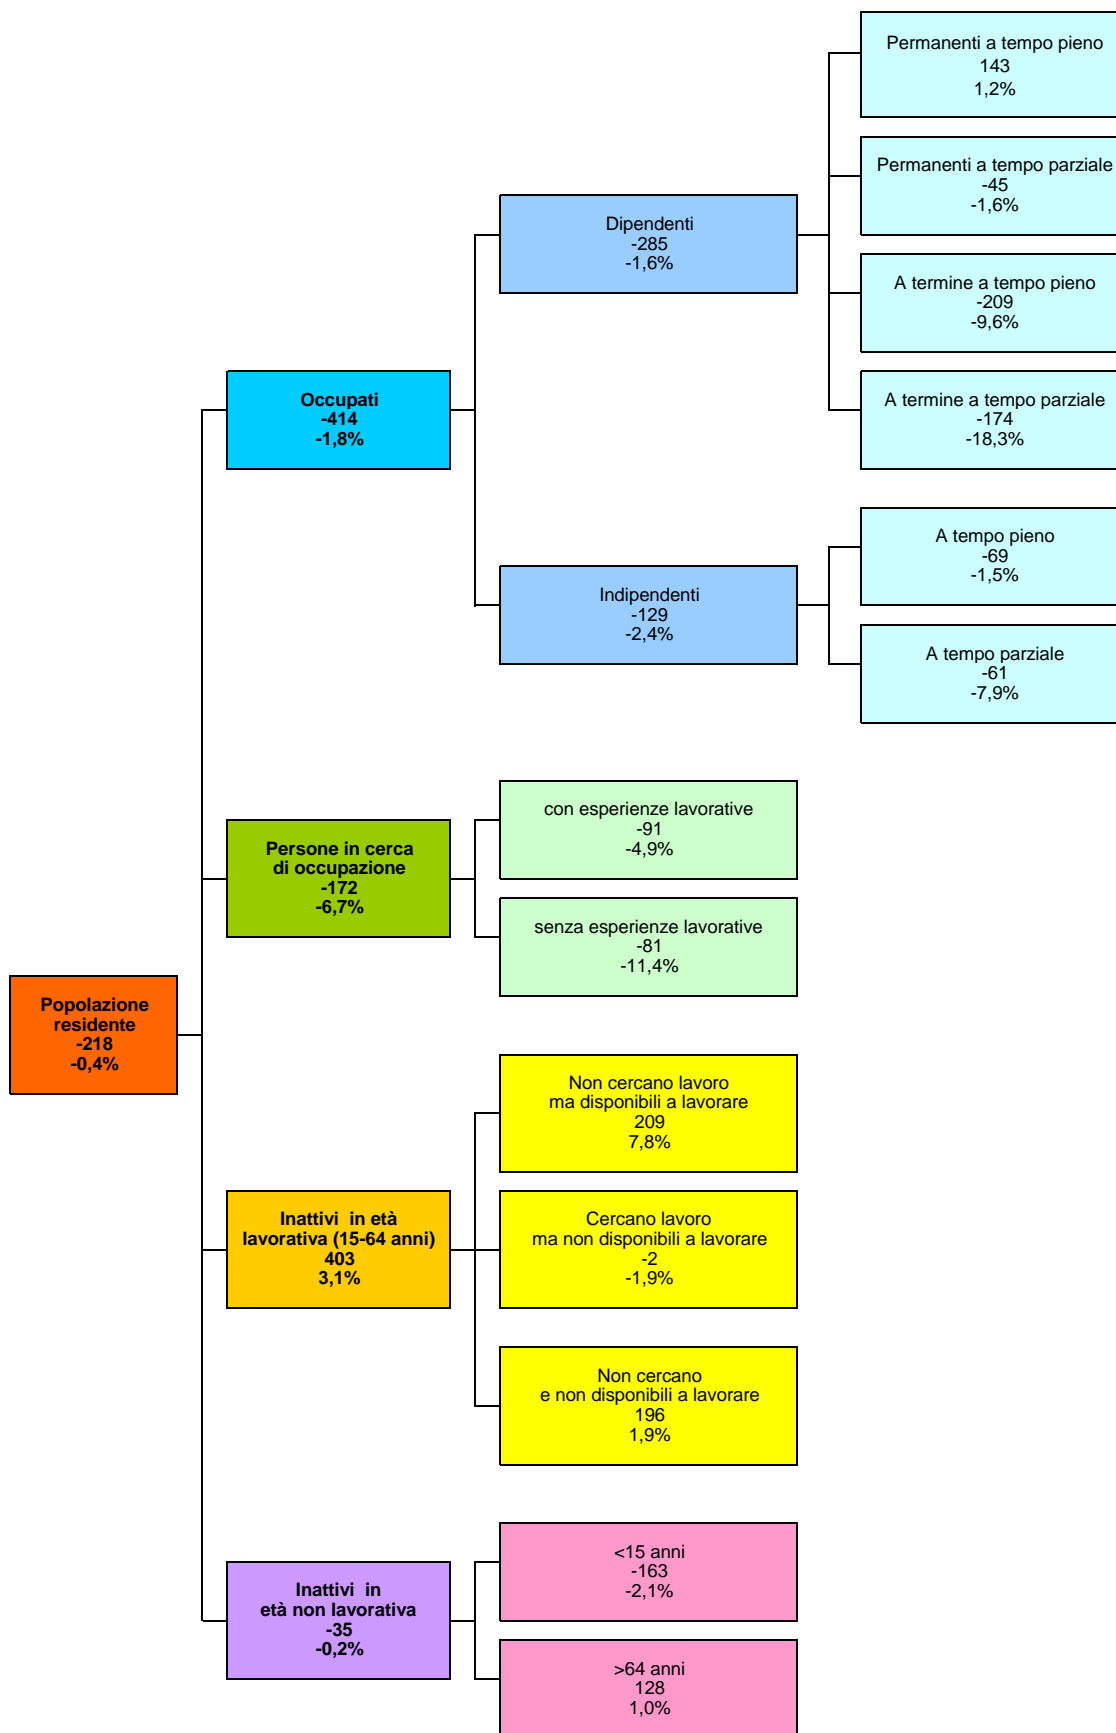 Permanenti a tempo pieno
143
1,2%
Permanenti a tempo parziale
-45
-1,6%
Dipendenti
-285
-1,6%
A termine a tempo pieno
-209
-9,6%
Occupati
-414
-1,8%
A termine a tempo parziale
-174
-18,3%
A tempo pieno
-69
-1,5%
Indipendenti
-129
-2,4%
A tempo parziale
-61
-7,9%
con esperienze lavorative
-91
-4,9%
Persone in cerca
di occupazione
-172
-6,7%
senza esperienze lavorative
-81
-11,4%
Popolazione
residente
-218
-0,4%
Non cercano lavoro
ma disponibili a lavorare
209
7,8%
Inattivi  in età
lavorativa (15-64 anni)
403
3,1%
Cercano lavoro
ma non disponibili a lavorare
-2
-1,9%
Non cercano
e non disponibili a lavorare
196
1,9%
<15 anni
-163
-2,1%
Inattivi  in
età non lavorativa
-35
-0,2%
>64 anni
128
1,0%